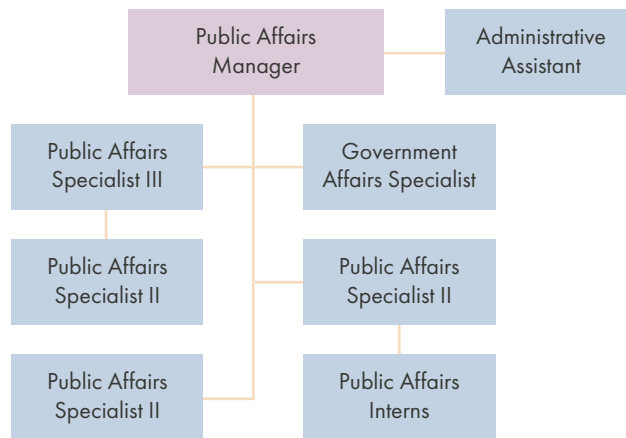 Public Affairs
Manager
Administrative
Assistant
Public Affairs
Specialist III
Government
Affairs Specialist
Public Affairs
Specialist II
Public Affairs
Specialist II
Public Affairs
Specialist II
Public Affairs
Interns